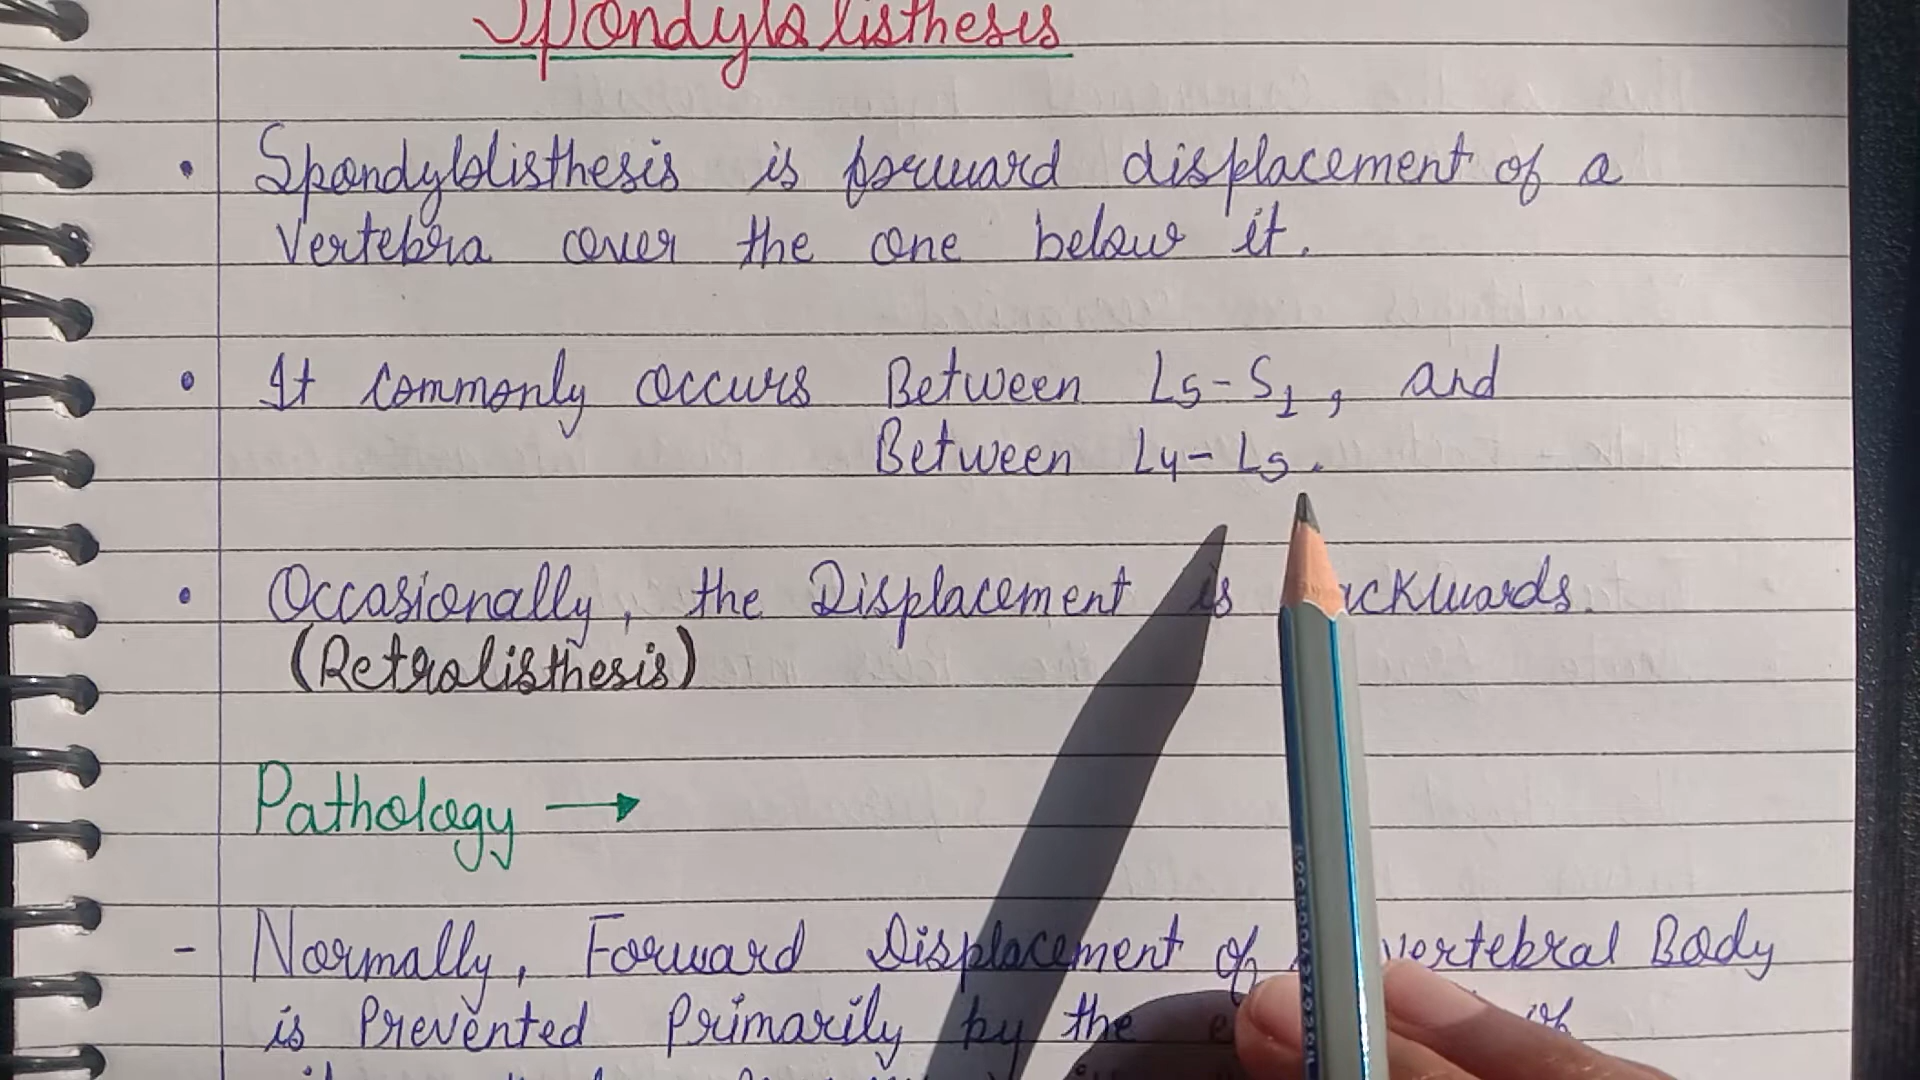 Spondylolisthesis
• Spondylolisthesis is forward displacement of a
Vertebra over the one below it.
• It commonly occurs Between L5-S1, and
Between L4-L5.
• Occasionally, the Displacement is ackwards.
(Retrolisthesis)
Pathology →
- Normally, Forward Displacement of vertebral Body
is Prevented Primarily by the of